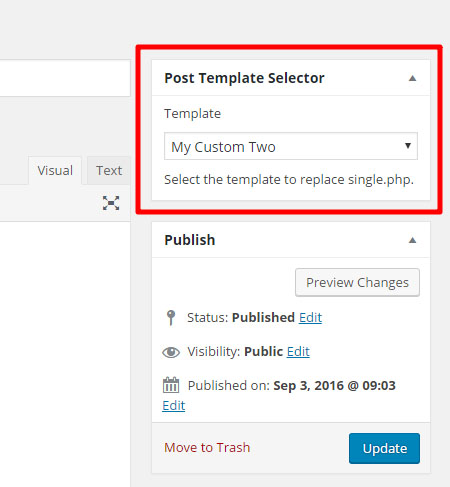 Post Template Selector
Template
My Custom Two
Select the template to replace single.php.
Visual Text
Publish
Preview Changes
Status: Published Edit
Visibility: Public Edit
Published on: Sep 3, 2016 @ 09:03
Edit
Move to Trash Update